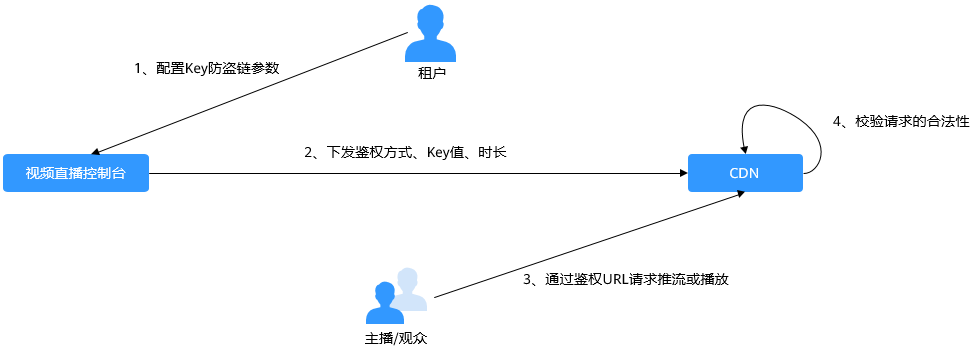 租户
1、配置Key防盗链参数
4、校验请求的合法性
2、下发鉴权方式、Key值、时长
视频直播控制台
CDN
3、通过鉴权URL请求推流或播放
主播/观众